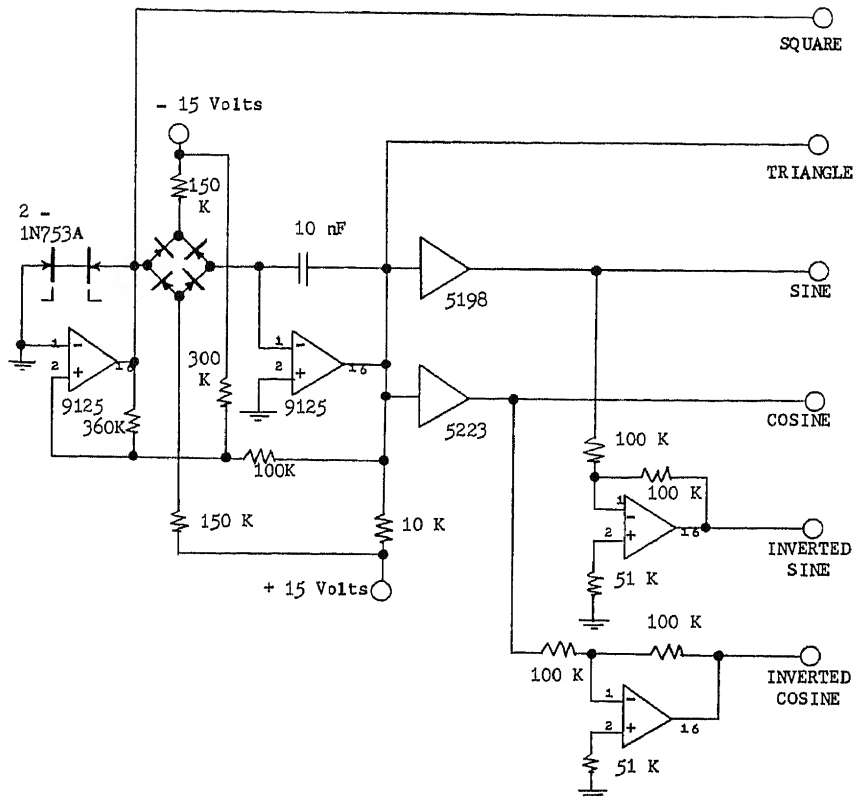 SQUARE
- 15 Volts
TRIANGLE
150
K
2 -
1N753A
10 nF
5198
SINE
1 -
2 +
16
9125
360K
300
K
1 -
2 +
16
9125
5223
COSINE
100K
100 K
100 K
150 K
10 K
1 -
2 +
16
INVERTED
SINE
51 K
+ 15 Volts
100 K
100 K
INVERTED
COSINE
1 -
2 +
16
51 K